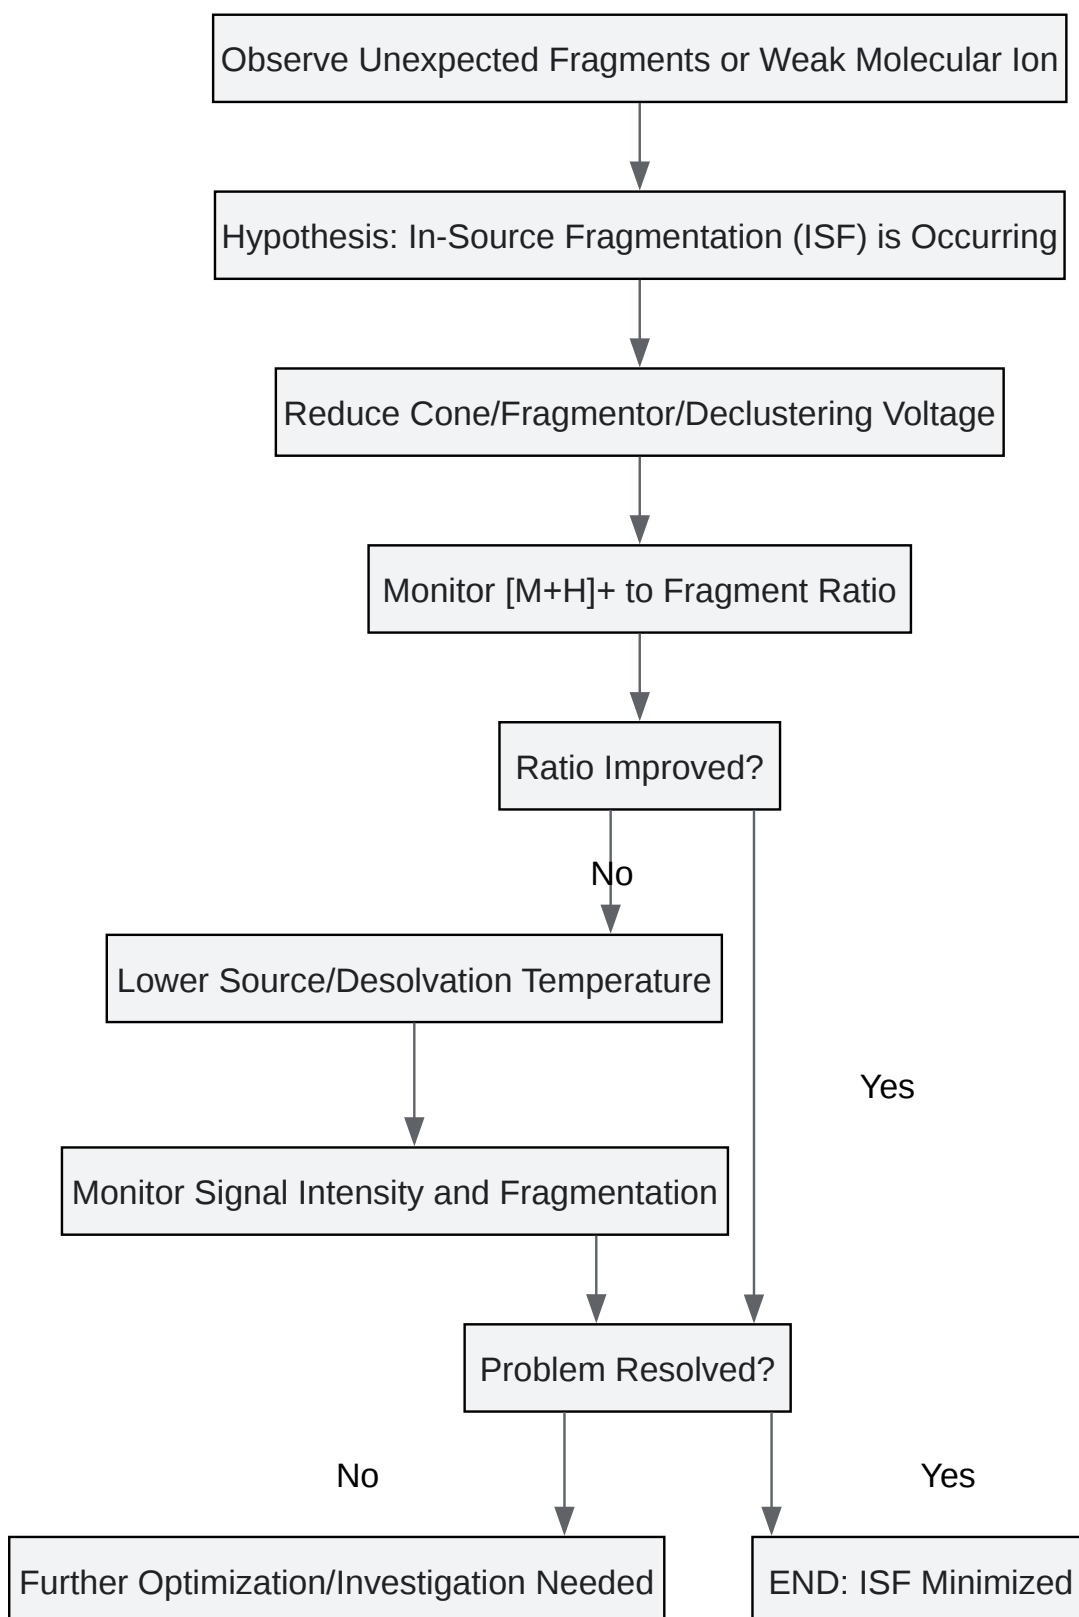 Observe Unexpected Fragments or Weak Molecular Ion
Hypothesis: In-Source Fragmentation (ISF) is Occurring
Reduce Cone/Fragmentor/Declustering Voltage
Monitor [M+H]+ to Fragment Ratio
Ratio Improved?
No
Lower Source/Desolvation Temperature
Yes
Monitor Signal Intensity and Fragmentation
Problem Resolved?
No
Yes
Further Optimization/Investigation Needed
END: ISF Minimized